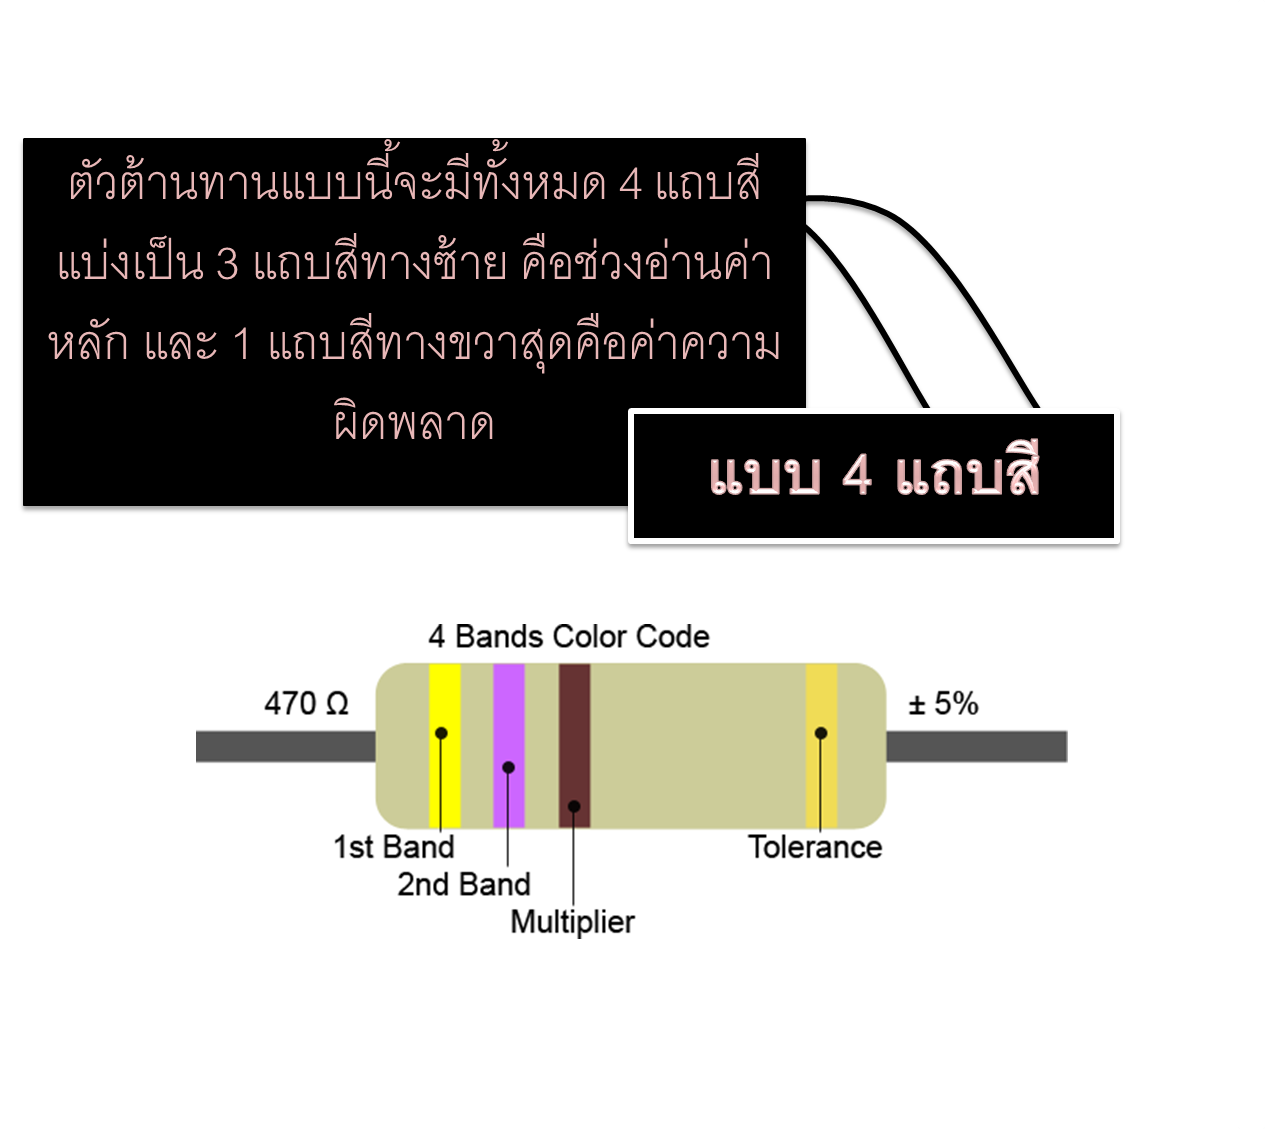 ตัวต้านทานแบบนี้จะมีทั้งหมด 4 แถบสี
แบ่งเป็น 3 แถบสีทางซ้าย คือช่วงอ่านค่า
หลัก และ 1 แถบสีทางขวาสุดคือค่าความ
ผิดพลาด
แบบ 4 แถบสี
4 Bands Color Code
470 Ω
± 5%
1st Band
Tolerance
2nd Band
Multiplier